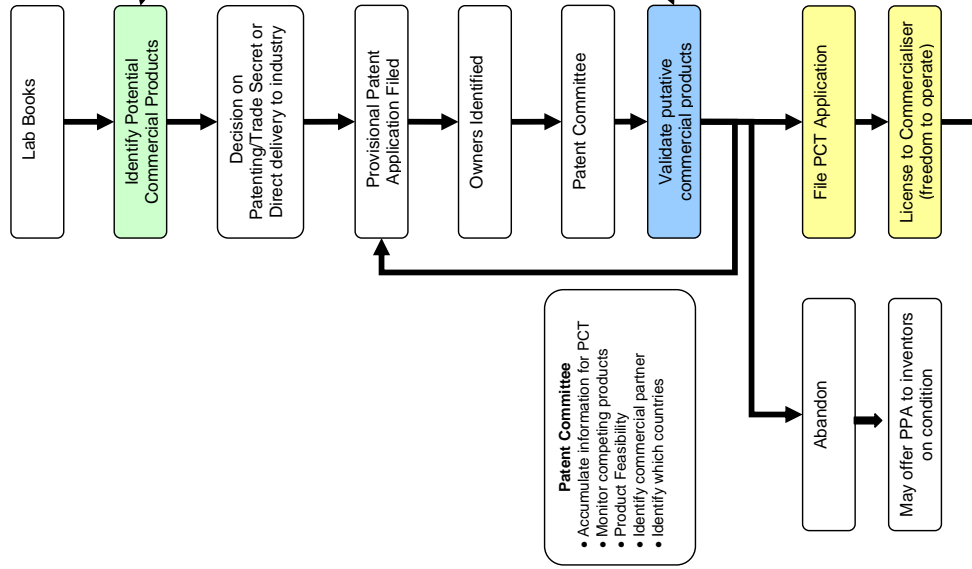 Lab Books
Identify Potential
Commercial Products
Decision on
Patenting/Trade Secret or
Direct delivery to industry
Provisional Patent
Application Filed
Owners Identified
Patent Committee
Validate putative
commercial products
File PCT Application
License to Commercialiser
(freedom to operate)
Patent Committee
• Accumulate information for PCT
• Monitor competing products
• Product Feasibility
• Identify commercial partner
• Identify which countries
Abandon
May offer PPA to inventors
on condition